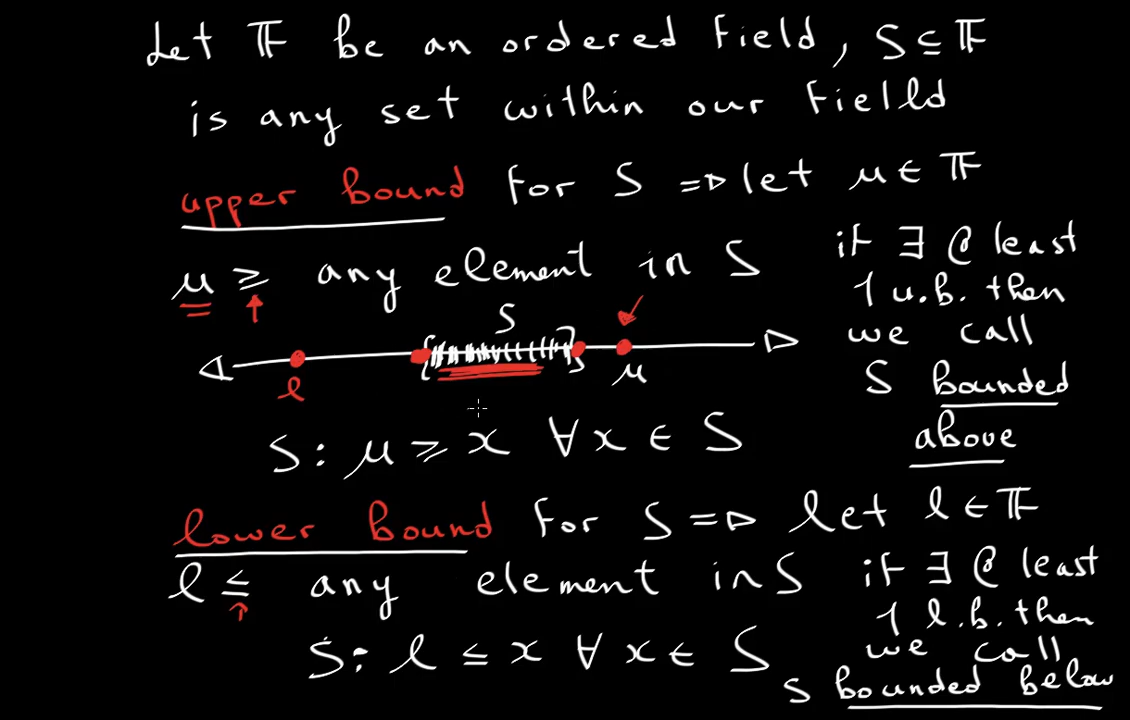 Let 𝔽 be an ordered field, S ⊆ 𝔽
is any set within our fielld
upper bound for S => let u ∈ 𝔽
u ≥ any element in S
if ∃ @ least
1 u.b. then
we call
S bounded
above
S
l
u
S: u ≥ x ∀x ∈ S
lower bound for S => let l ∈ 𝔽
l ≤ any element in S
if ∃ @ least
1 l.b. then
we call
S bounded below
S: l ≤ x ∀ x ∈ S